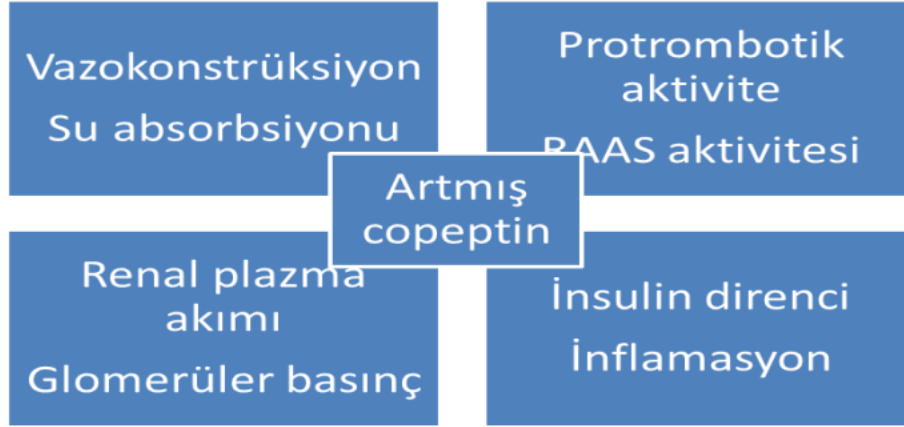 Vazokonstrüksiyon
Su absorbsiyonu
Protrombotik
aktivite
RAAS aktivitesi
Artmış
copeptin
Renal plazma
akımı
Glomerüler basınç
İnsulin direnci
İnflamasyon